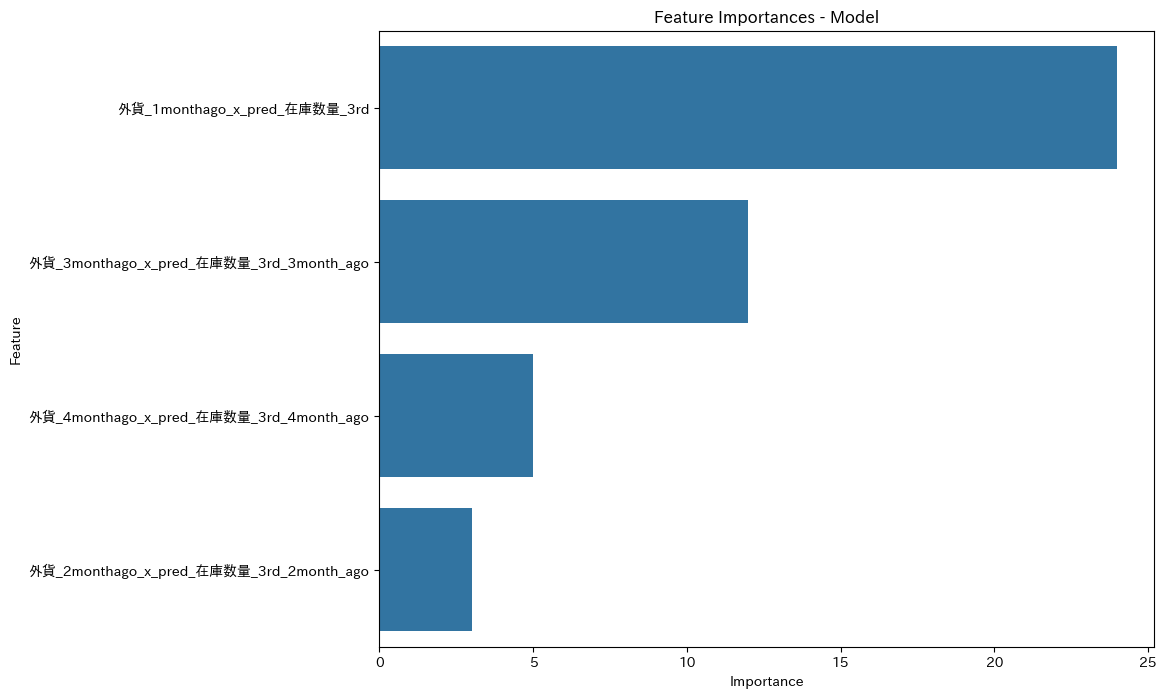 Feature Importances - Model
外貨_1monthago_x_pred_在庫数量_3rd
外貨_3monthago_x_pred_在庫数量_3rd_3month_ago
外貨_4monthago_x_pred_在庫数量_3rd_4month_ago
外貨_2monthago_x_pred_在庫数量_3rd_2month_ago
Feature
0 5 10 15 20 25
Importance